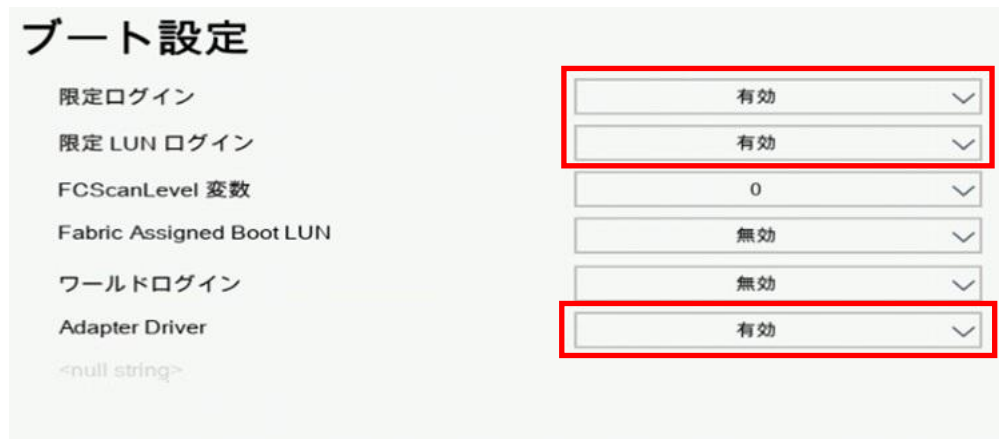 ブート設定
限定ログイン 有効
限定 LUN ログイン 有効
FCScanLevel 変数 0
Fabric Assigned Boot LUN 無効
ワールドログイン 無効
Adapter Driver 有効
<null string>